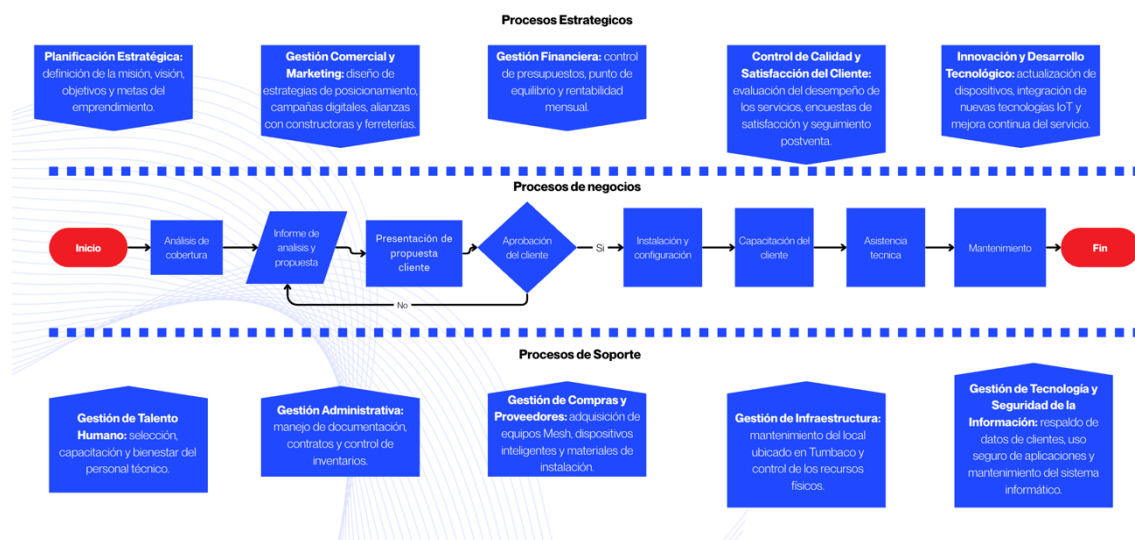 Procesos Estrategicos
Planificación Estratégica:
definición de la misión, visión,
objetivos y metas del
emprendimiento.
Gestión Comercial y
Marketing: diseño de
estrategias de posicionamiento,
campañas digitales, alianzas
con constructoras y ferreterías.
Gestión Financiera: control
de presupuestos, punto de
equilibrio y rentabilidad
mensual.
Control de Calidad y
Satisfacción del Cliente:
evaluación del desempeño de
los servicios, encuestas de
satisfacción y seguimiento
postventa.
Innovación y Desarrollo
Tecnológico: actualización de
dispositivos, integración de
nuevas tecnologías IoT y
mejora continua del servicio.
Procesos de negocios
Inicio
Análisis de
cobertura
Informe de
analisis y
propuesta
Presentación de
propuesta
cliente
Aprobación
del cliente
Si
No
Instalación y
configuración
Capacitación del
cliente
Asistencia
tecnica
Mantenimiento
Fin
Procesos de Soporte
Gestión de Talento
Humano: selección,
capacitación y bienestar del
personal técnico.
Gestión Administrativa:
manejo de documentación,
contratos y control de
inventarios.
Gestión de Compras y
Proveedores: adquisición de
equipos Mesh, dispositivos
inteligentes y materiales de
instalación.
Gestión de Infraestructura:
mantenimiento del local
ubicado en Tumbaco y
control de los recursos
físicos.
Gestión de Tecnología y
Seguridad de la
Información: respaldo de
datos de clientes, uso
seguro de aplicaciones y
mantenimiento del sistema
informático.